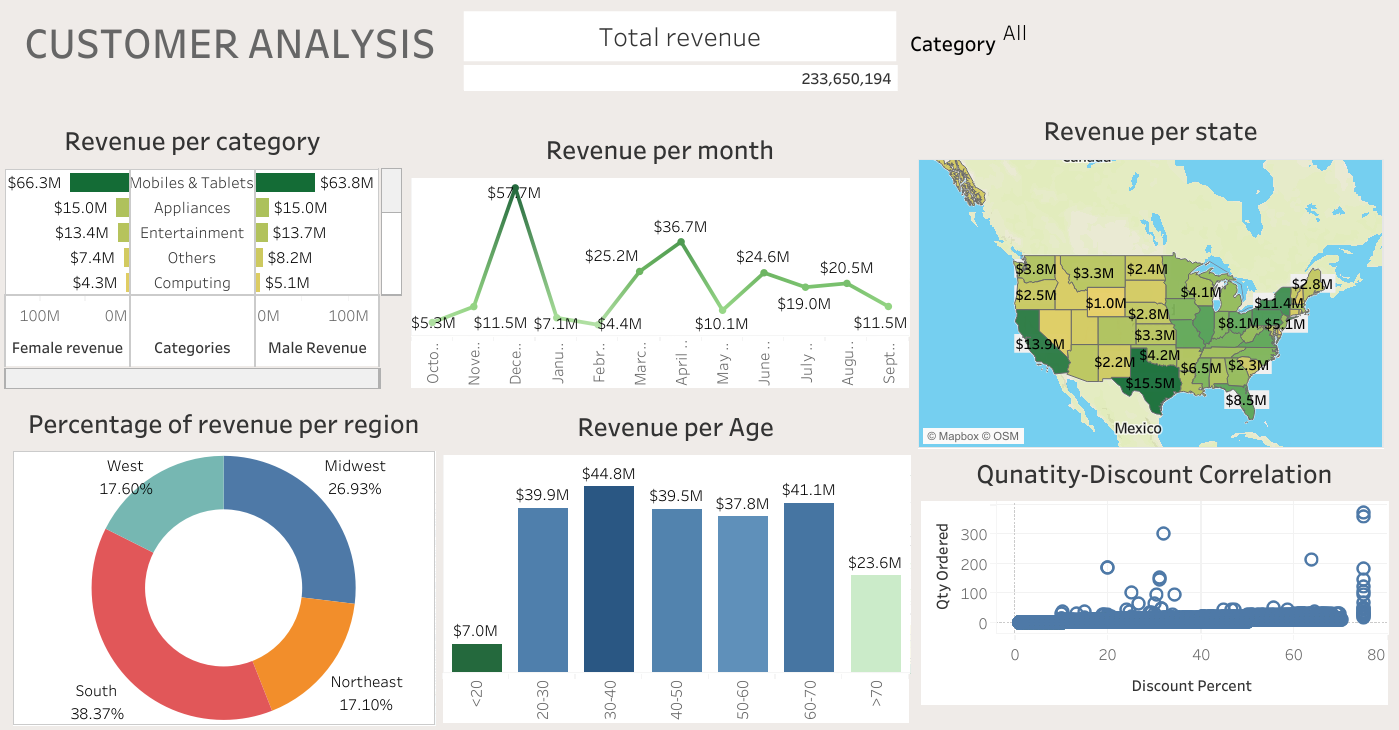 CUSTOMER ANALYSIS
Total revenue
233,650,194
Category All
Revenue per category
$66.3M Mobiles & Tablets $63.8M
$15.0M Appliances $15.0M
$13.4M Entertainment $13.7M
$7.4M Others $8.2M
$4.3M Computing $5.1M
100M 0M 0M 100M
Female revenue Categories Male Revenue
Revenue per month
$57.7M
$36.7M
$25.2M
$24.6M
$20.5M
$19.0M
$5.3M $11.5M $7.1M $4.4M $10.1M $11.5M
Octo.. Nove.. Dece.. Janu.. Febr.. Marc.. April .. May .. June .. July .. Augu.. Sept..
Revenue per state
$3.8M $3.3M $2.4M $2.8M
$2.5M $1.0M $4.1M $11.4M
$2.8M $8.1M $5.1M
$13.9M $3.3M
$2.2M $4.2M $6.5M $2.3M
$15.5M
$8.5M
Mexico
© Mapbox © OSM
Percentage of revenue per region
West
17.60%
Midwest
26.93%
South
38.37%
Northeast
17.10%
Revenue per Age
$7.0M $39.9M $44.8M $39.5M $37.8M $41.1M $23.6M
<20 20-30 30-40 40-50 50-60 60-70 >70
Qunatity-Discount Correlation
Qty Ordered
300
200
100
0
0 20 40 60 80
Discount Percent